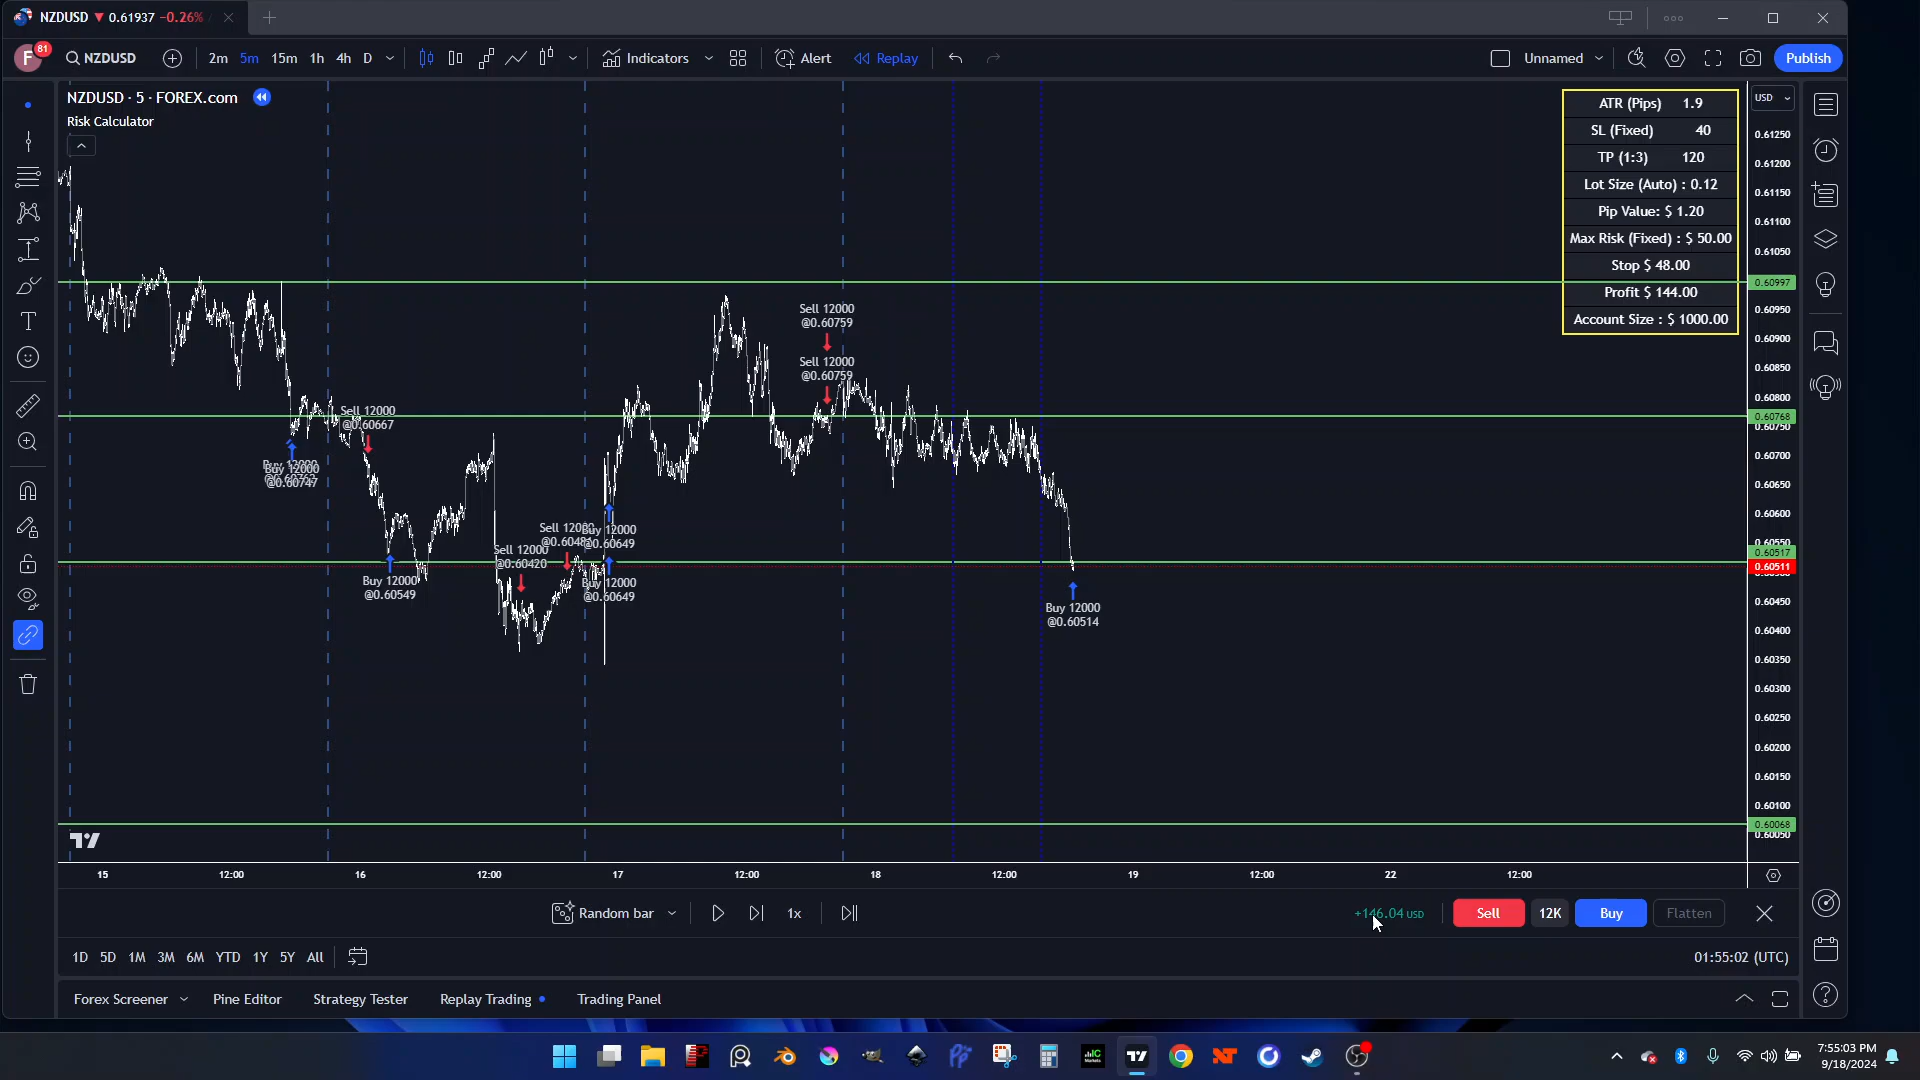 NZDUSD ▼ 0.61937 −0.26% /
F 81 NZDUSD 2m 5m 15m 1h 4h D Indicators Alert Replay Unnamed Publish
NZDUSD · 5 · FOREX.com
Risk Calculator
ATR (Pips) 1.9
SL (Fixed) 40
TP (1:3) 120
Lot Size (Auto) : 0.12
Pip Value: $ 1.20
Max Risk (Fixed) : $ 50.00
Stop $ 48.00
Profit $ 144.00
Account Size : $ 1000.00
USD
0.61250
0.61200
0.61150
0.61100
0.61050
0.60997
0.60950
0.60900
0.60850
0.60800
0.60768
0.60750
0.60700
0.60650
0.60600
0.60550
0.60517
0.60511
0.60450
0.60400
0.60350
0.60300
0.60250
0.60200
0.60150
0.60100
0.60068
0.60050
Sell 12000
@0.60759
Sell 12000
@0.60759
Sell 12000
@0.60667
Buy 12000
@0.60747
Buy 12000
@0.60549
Sell 12000
@0.60420
Sell 12000
Buy 12000
@0.60649
Buy 12000
@0.60649
Buy 12000
@0.60514
15 12:00 16 12:00 17 12:00 18 12:00 19 12:00 22 12:00
Random bar 1x +146.04 USD Sell 12K Buy Flatten
1D 5D 1M 3M 6M YTD 1Y 5Y All 01:55:02 (UTC)
Forex Screener Pine Editor Strategy Tester Replay Trading Trading Panel
7:55:03 PM
9/18/2024